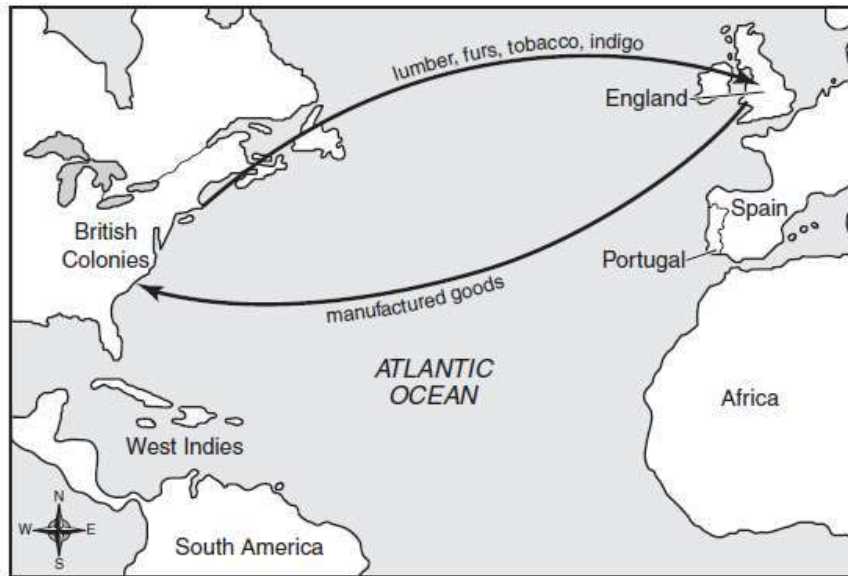 lumber, furs, tobacco, indigo
England
British
Colonies
Spain
Portugal
manufactured goods
ATLANTIC
OCEAN
Africa
West Indies
South America
N
W E
S